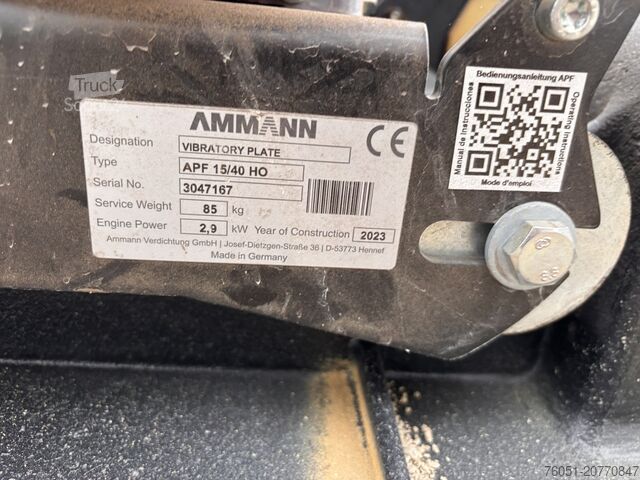 AMMANN
CE
Designation VIBRATORY PLATE
Type APF 15/40 HO
Serial No. 3047167
Service Weight 85 kg
Engine Power 2,9 kW Year of Construction 2023
Ammann Verdichtung GmbH | Josef-Dietzgen-Straße 36 | D-53773 Hennef
Made in Germany
Bedienungsanleitung APF
Manual de Instrucciones
Operating Instructions
Mode d'emploi
8.8
Truck
76051-20770847